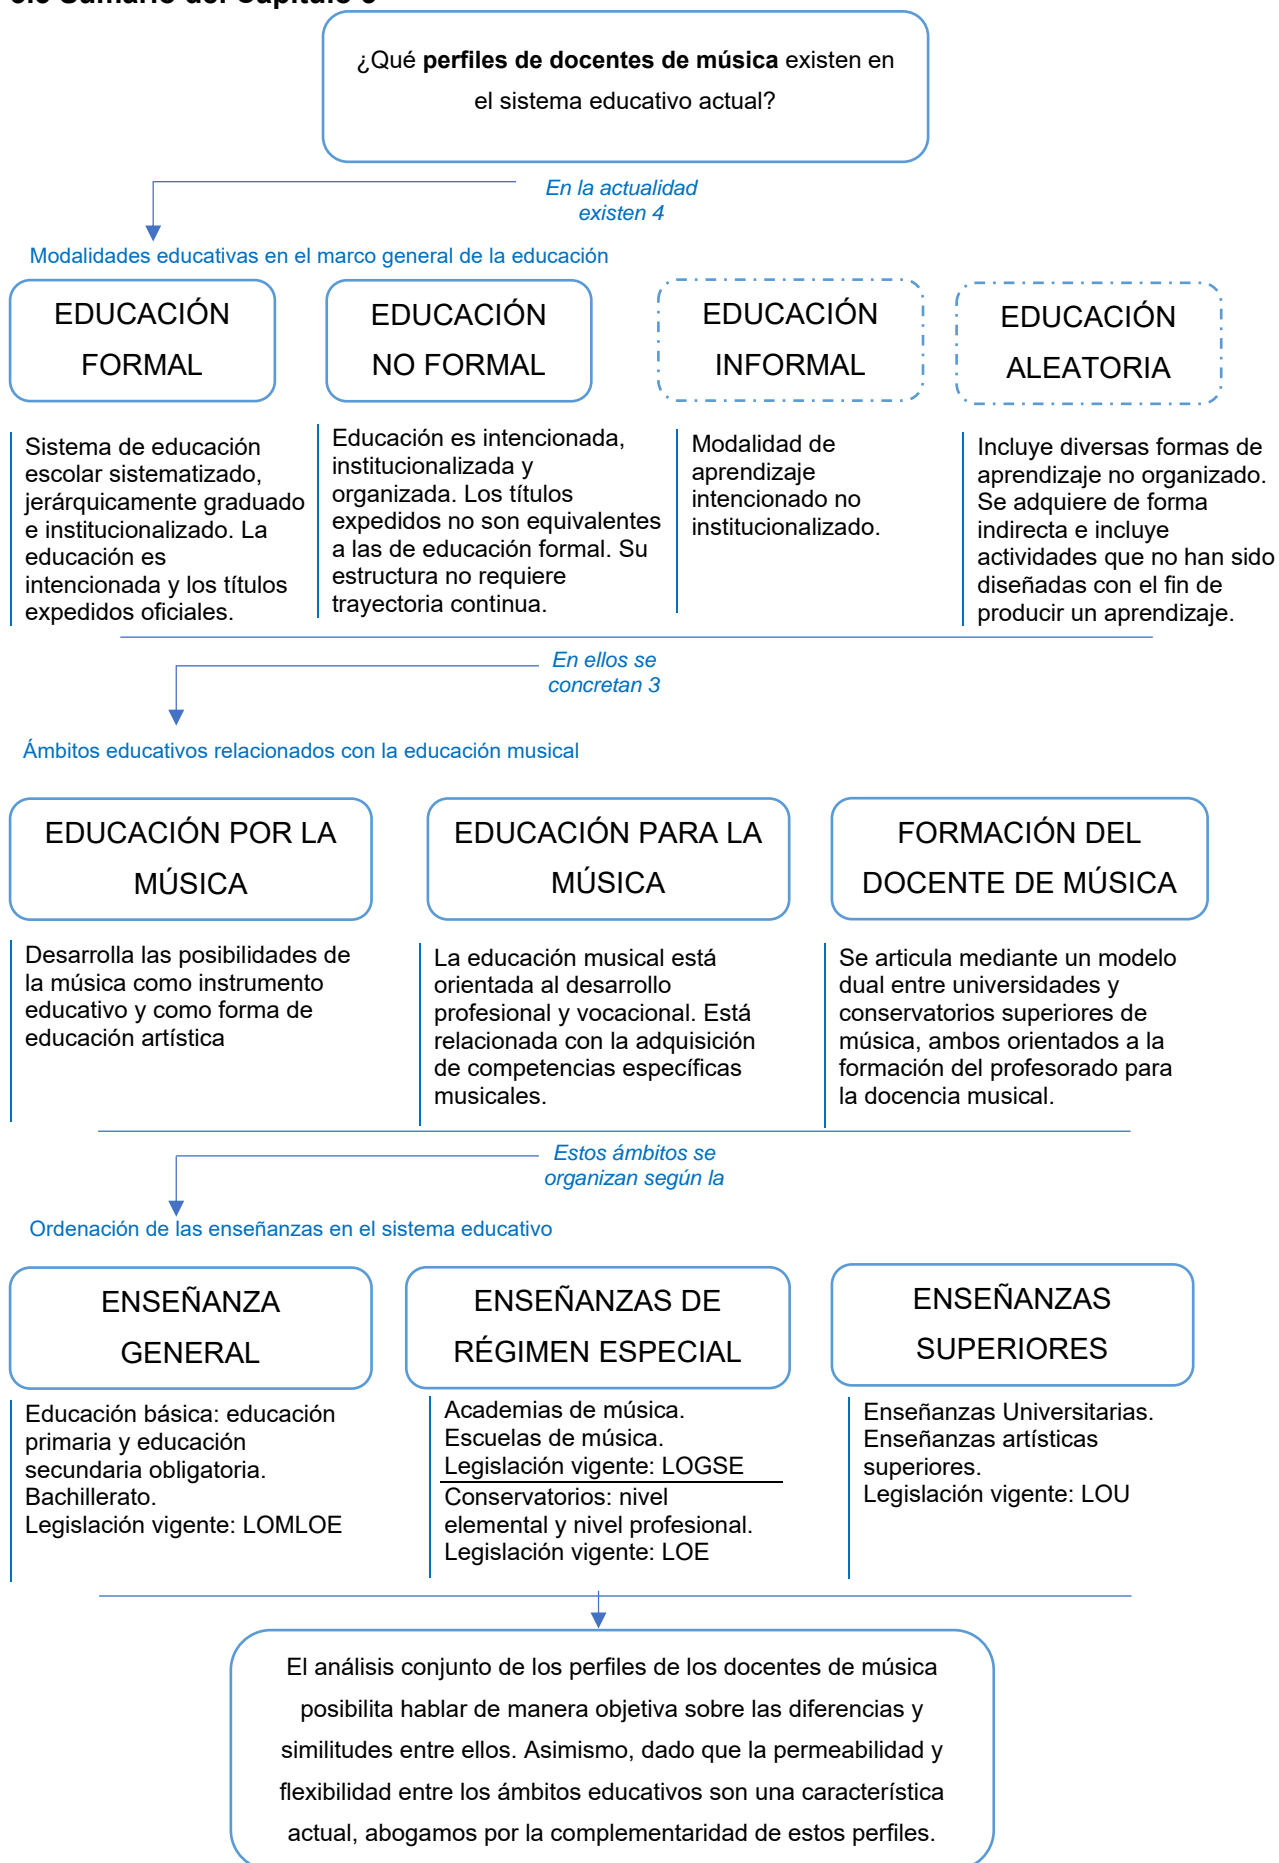 Sumario del Capítulo
¿Qué perfiles de docentes de música existen en
el sistema educativo actual?
En la actualidad
existen 4
Modalidades educativas en el marco general de la educación
EDUCACIÓN
FORMAL
EDUCACIÓN
NO FORMAL
EDUCACIÓN
INFORMAL
EDUCACIÓN
ALEATORIA
Sistema de educación
escolar sistematizado,
jerárquicamente graduado
e institucionalizado. La
educación es
intencionada y los títulos
expedidos oficiales.
Educación es intencionada,
institucionalizada y
organizada. Los títulos
expedidos no son equivalentes
a las de educación formal. Su
estructura no requiere
trayectoria continua.
Modalidad de
aprendizaje
intencionado no
institucionalizado.
Incluye diversas formas de
aprendizaje no organizado.
Se adquiere de forma
indirecta e incluye
actividades que no han sido
diseñadas con el fin de
producir un aprendizaje.
En ellos se
concretan 3
Ámbitos educativos relacionados con la educación musical
EDUCACIÓN POR LA
MÚSICA
EDUCACIÓN PARA LA
MÚSICA
FORMACIÓN DEL
DOCENTE DE MÚSICA
Desarrolla las posibilidades de
la música como instrumento
educativo y como forma de
educación artística
La educación musical está
orientada al desarrollo
profesional y vocacional. Está
relacionada con la adquisición
de competencias específicas
musicales.
Se articula mediante un modelo
dual entre universidades y
conservatorios superiores de
música, ambos orientados a la
formación del profesorado para
la docencia musical.
Estos ámbitos se
organizan según la
Ordenación de las enseñanzas en el sistema educativo
ENSEÑANZA
GENERAL
ENSEÑANZAS DE
RÉGIMEN ESPECIAL
ENSEÑANZAS
SUPERIORES
Educación básica: educación
primaria y educación
secundaria obligatoria.
Bachillerato.
Legislación vigente: LOMLOE
Academias de música.
Escuelas de música.
Legislación vigente: LOGSE
Conservatorios: nivel
elemental y nivel profesional.
Legislación vigente: LOE
Enseñanzas Universitarias.
Enseñanzas artísticas
superiores.
Legislación vigente: LOU
El análisis conjunto de los perfiles de los docentes de música
posibilita hablar de manera objetiva sobre las diferencias y
similitudes entre ellos. Asimismo, dado que la permeabilidad y
flexibilidad entre los ámbitos educativos son una característica
actual, abogamos por la complementaridad de estos perfiles.